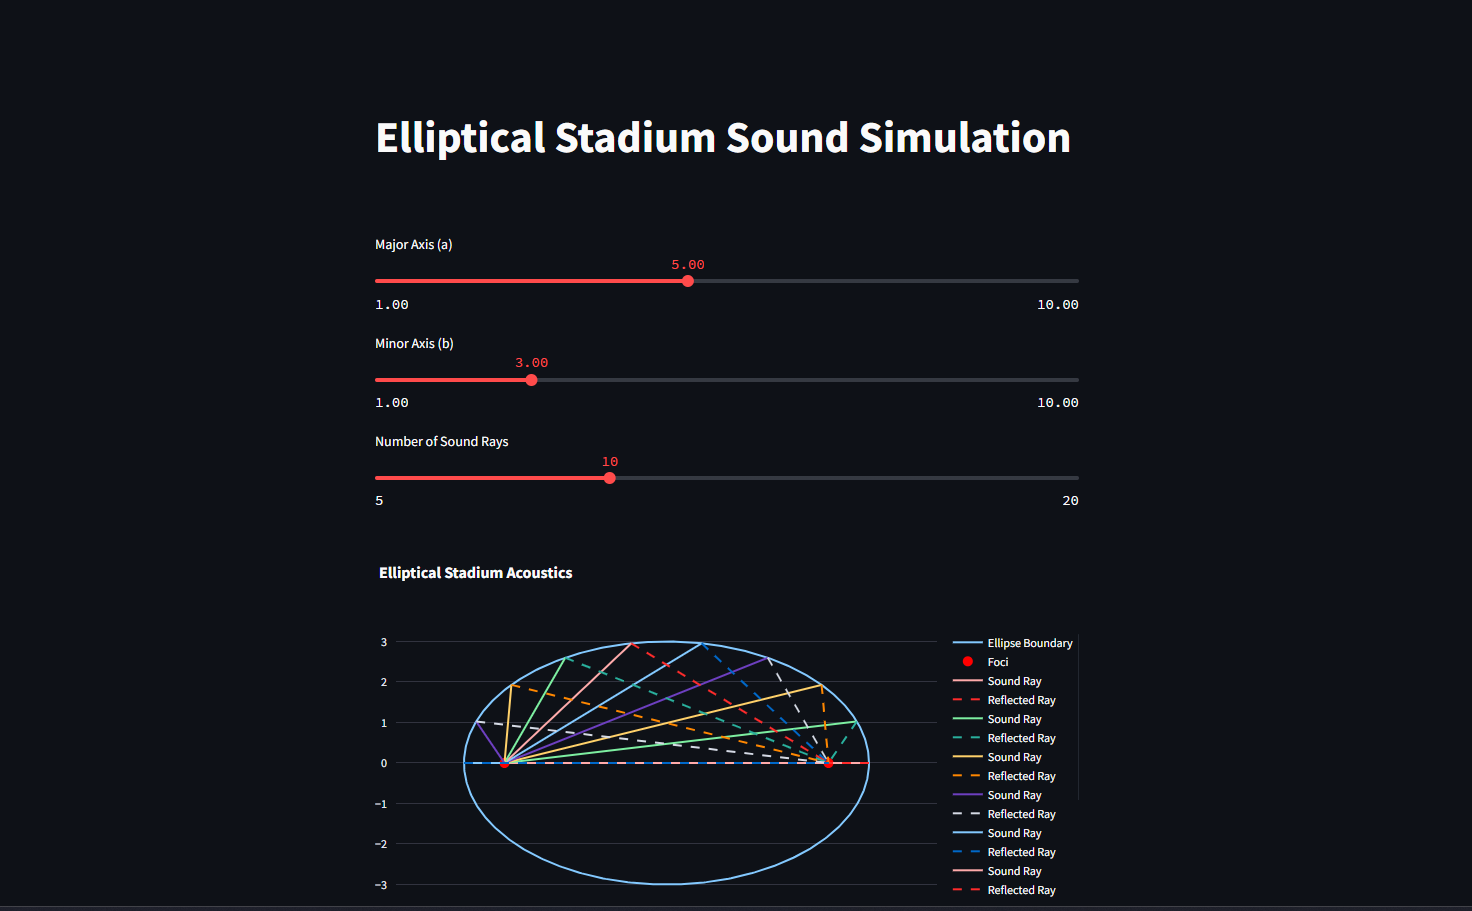 Elliptical Stadium Sound Simulation
Major Axis (a)
5.00
1.00 10.00
Minor Axis (b)
3.00
1.00 10.00
Number of Sound Rays
10
5 20
Elliptical Stadium Acoustics
3
2
1
0
−1
−2
−3
Ellipse Boundary
Foci
Sound Ray
Reflected Ray
Sound Ray
Reflected Ray
Sound Ray
Reflected Ray
Sound Ray
Reflected Ray
Sound Ray
Reflected Ray
Sound Ray
Reflected Ray